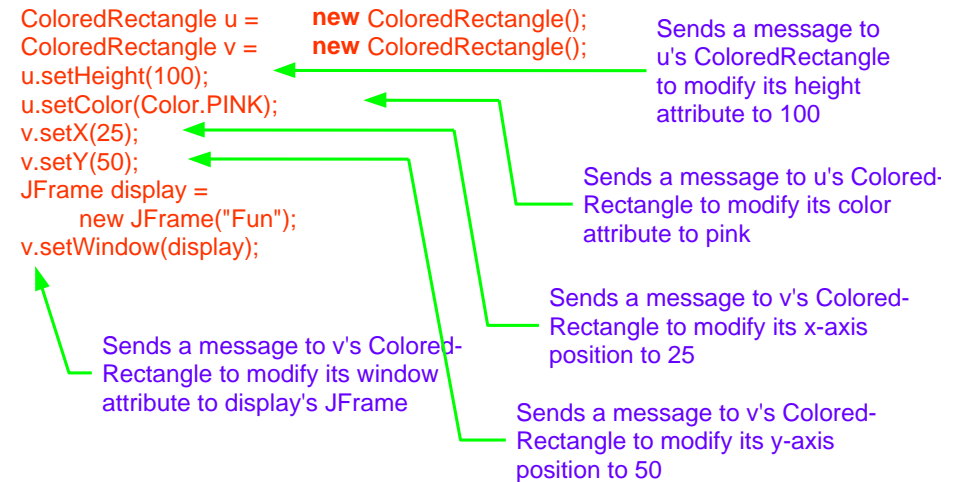 ColoredRectangle u = new ColoredRectangle();
ColoredRectangle v = new ColoredRectangle();
u.setHeight(100);
u.setColor(Color.PINK);
v.setX(25);
v.setY(50);
JFrame display =
new JFrame("Fun");
v.setWindow(display);
Sends a message to
u's ColoredRectangle
to modify its height
attribute to 100
Sends a message to u's Colored-
Rectangle to modify its color
attribute to pink
Sends a message to v's Colored-
Rectangle to modify its x-axis
position to 25
Sends a message to v's Colored-
Rectangle to modify its window
attribute to display's JFrame
Sends a message to v's Colored-
Rectangle to modify its y-axis
position to 50